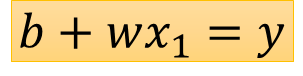 b + wx₁ = y